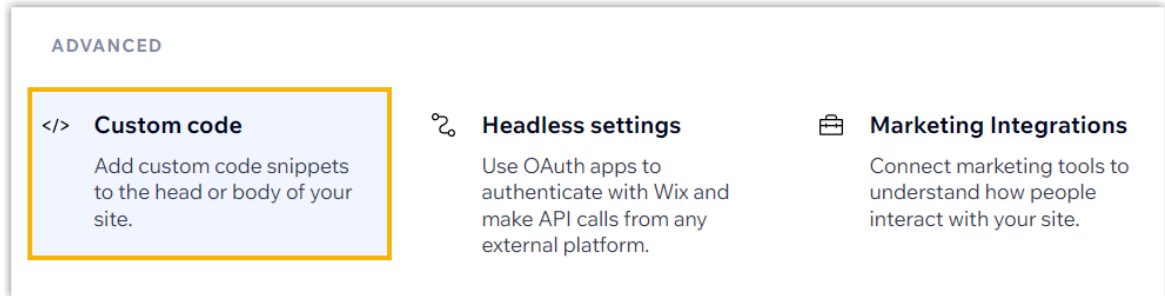 ADVANCED
</> Custom code
Add custom code snippets
to the head or body of your
site.
Headless settings
Use OAuth apps to
authenticate with Wix and
make API calls from any
external platform.
Marketing Integrations
Connect marketing tools to
understand how people
interact with your site.